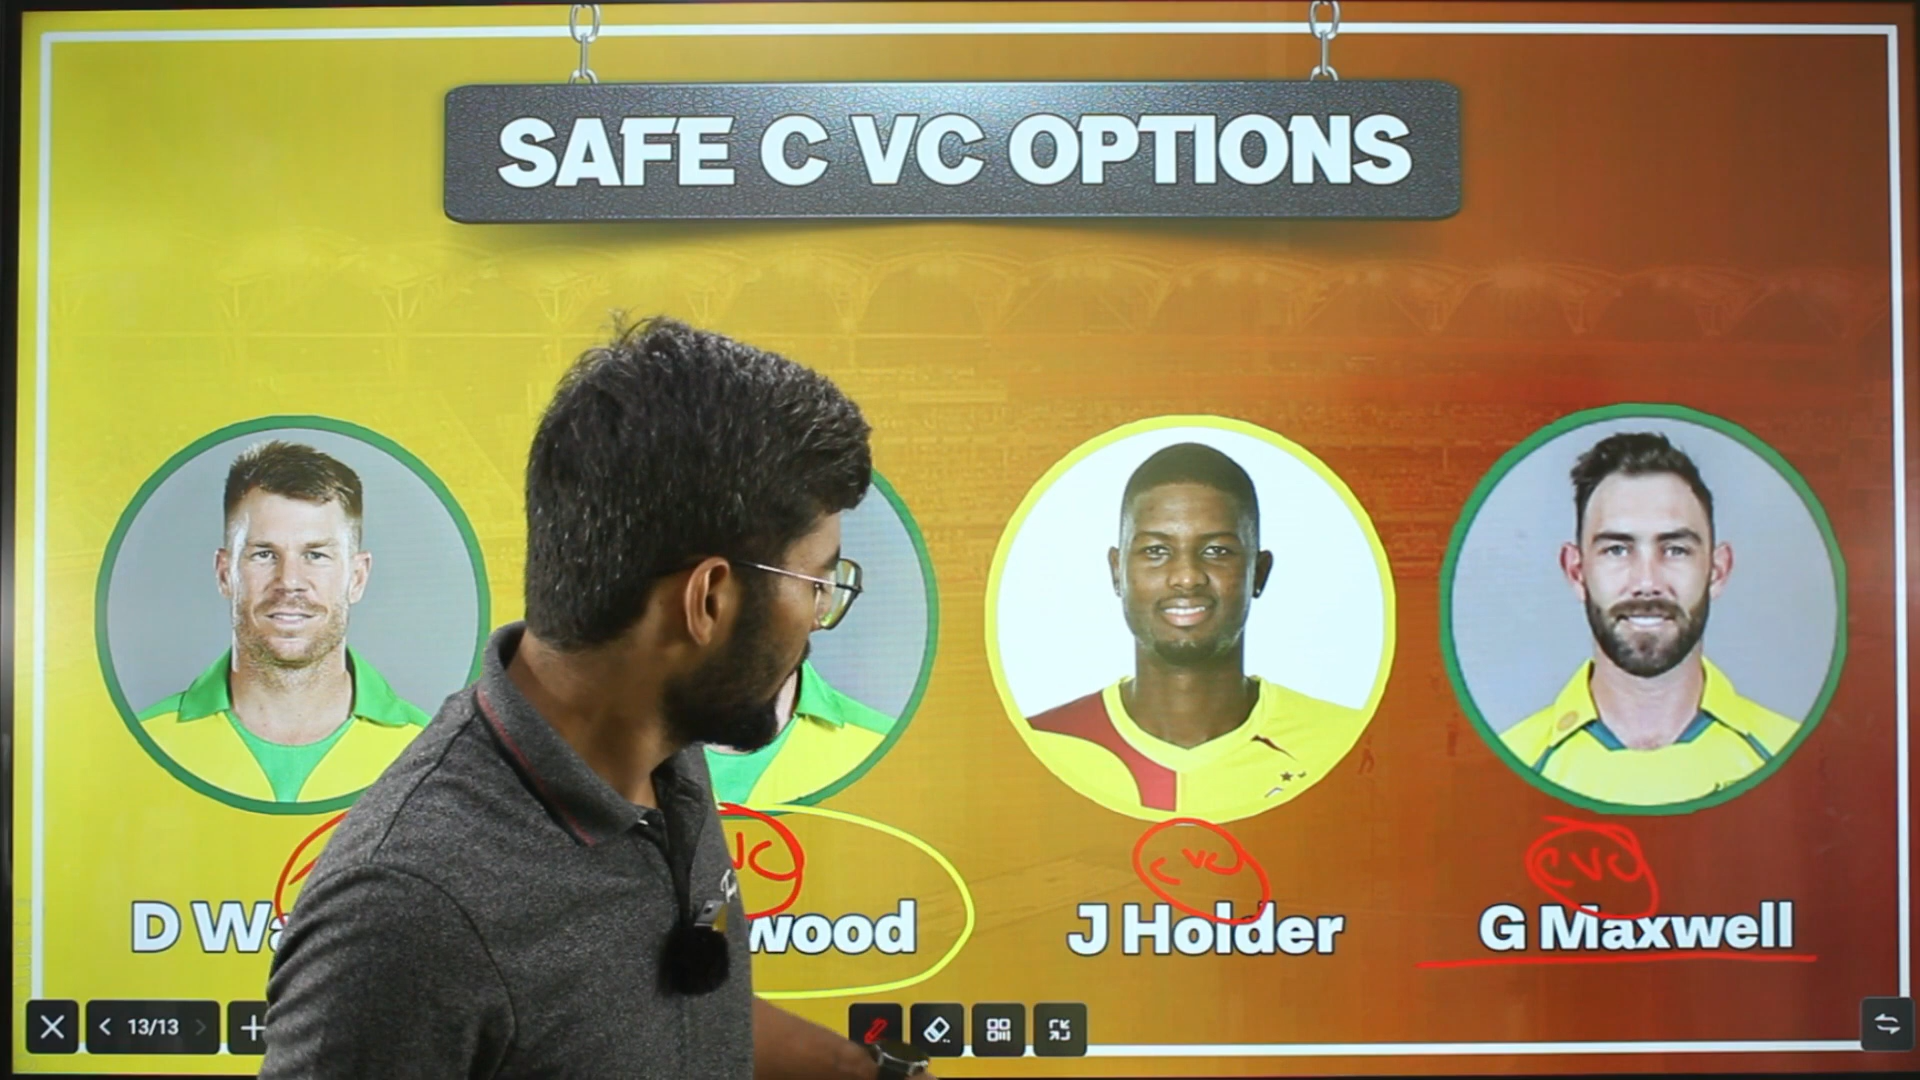 SAFE C VC OPTIONS
VC
C VC
C VC
D Wa
wood
J Holder
G Maxwell
13/13